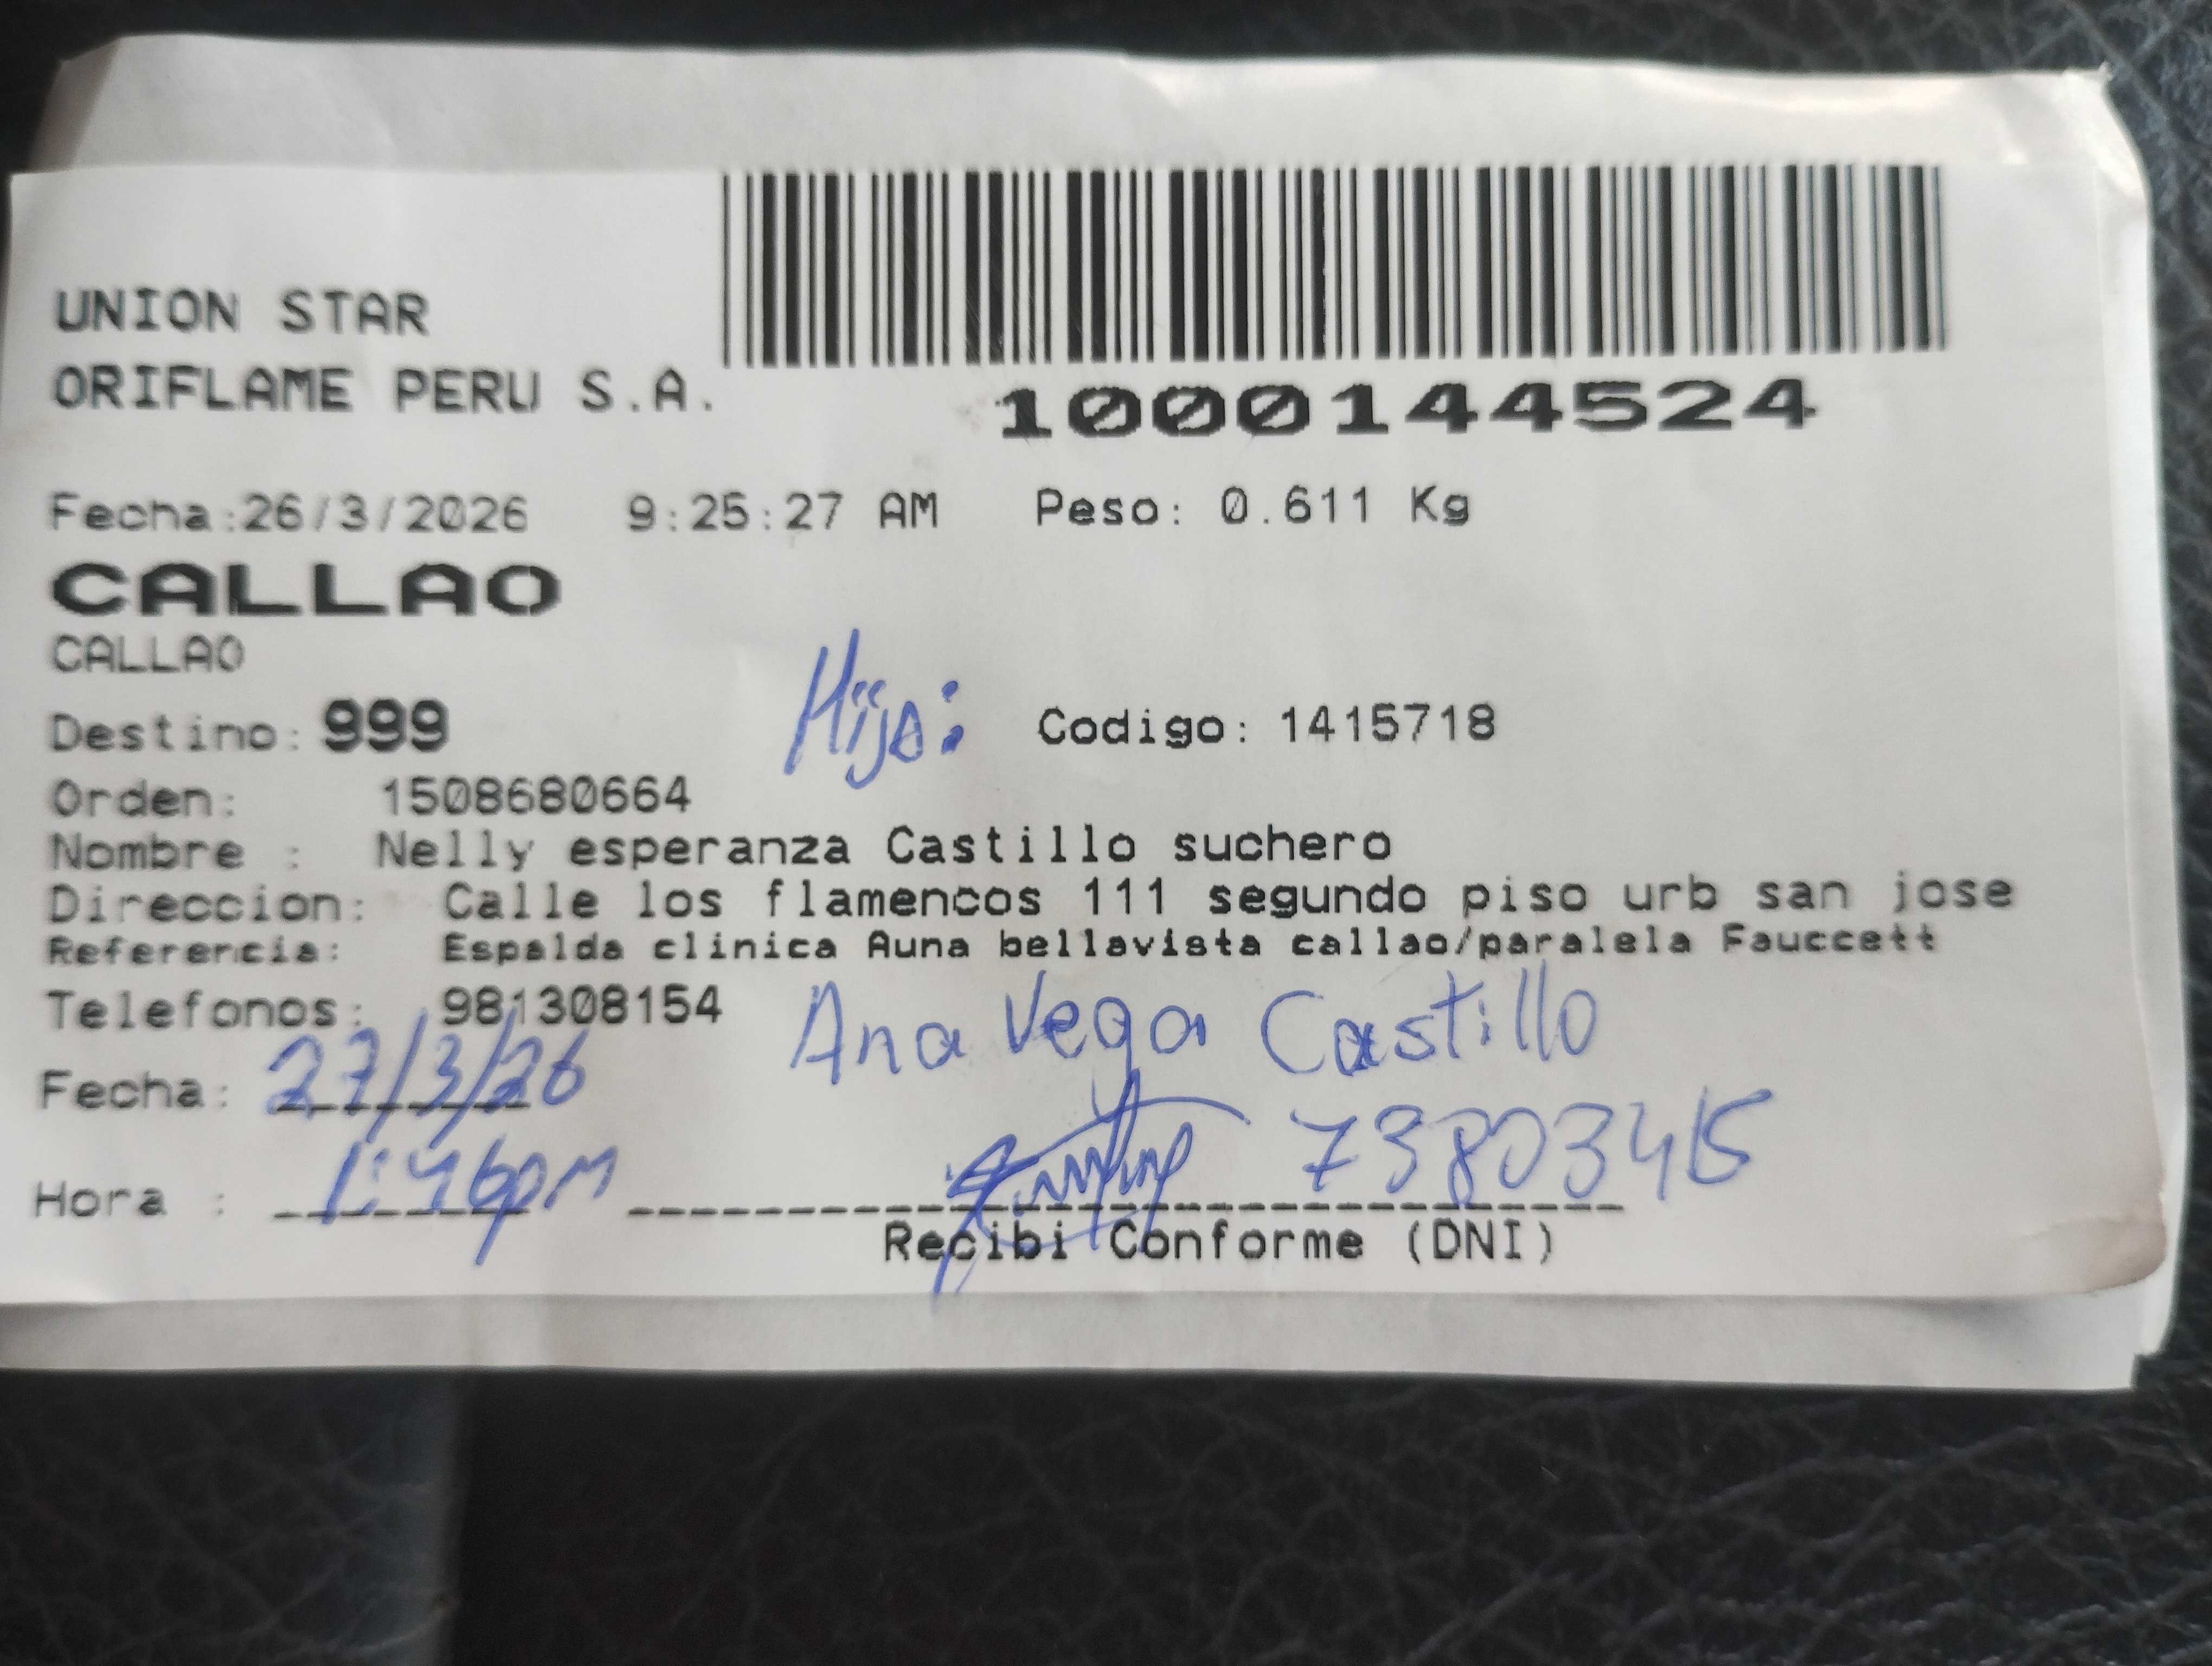 UNION STAR
ORIFLAME PERU S.A.
1000144524
Fecha:26/3/2026 9:25:27 AM Peso: 0.611 Kg
CALLAO
CALLAO
Destino: 999 Hijo: Codigo: 1415718
Orden: 1508680664
Nombre : Nelly esperanza Castillo suchero
Direccion: Calle los flamencos 111 segundo piso urb san jose
Referencia: Espalda clinica Auna bellavista callao/paralela Fauccett
Telefonos: 981308154
Ana Vega Castillo
Fecha: 27/3/26
73803415
Hora : 1:46pm
Recibi Conforme (DNI)